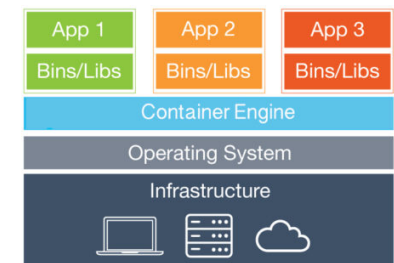 App 1 App 2 App 3
Bins/Libs Bins/Libs Bins/Libs
Container Engine
Operating System
Infrastructure